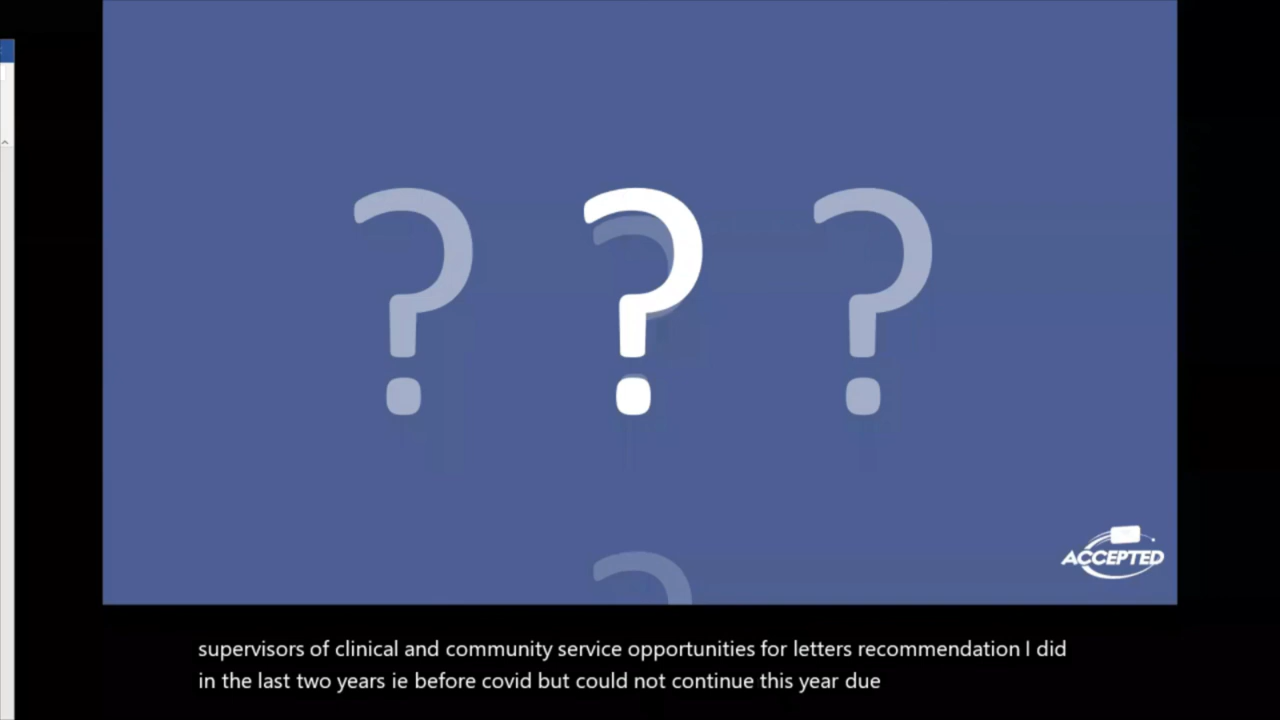 ? ? ?
ACCEPTED
?
supervisors of clinical and community service opportunities for letters recommendation I did
in the last two years ie before covid but could not continue this year due